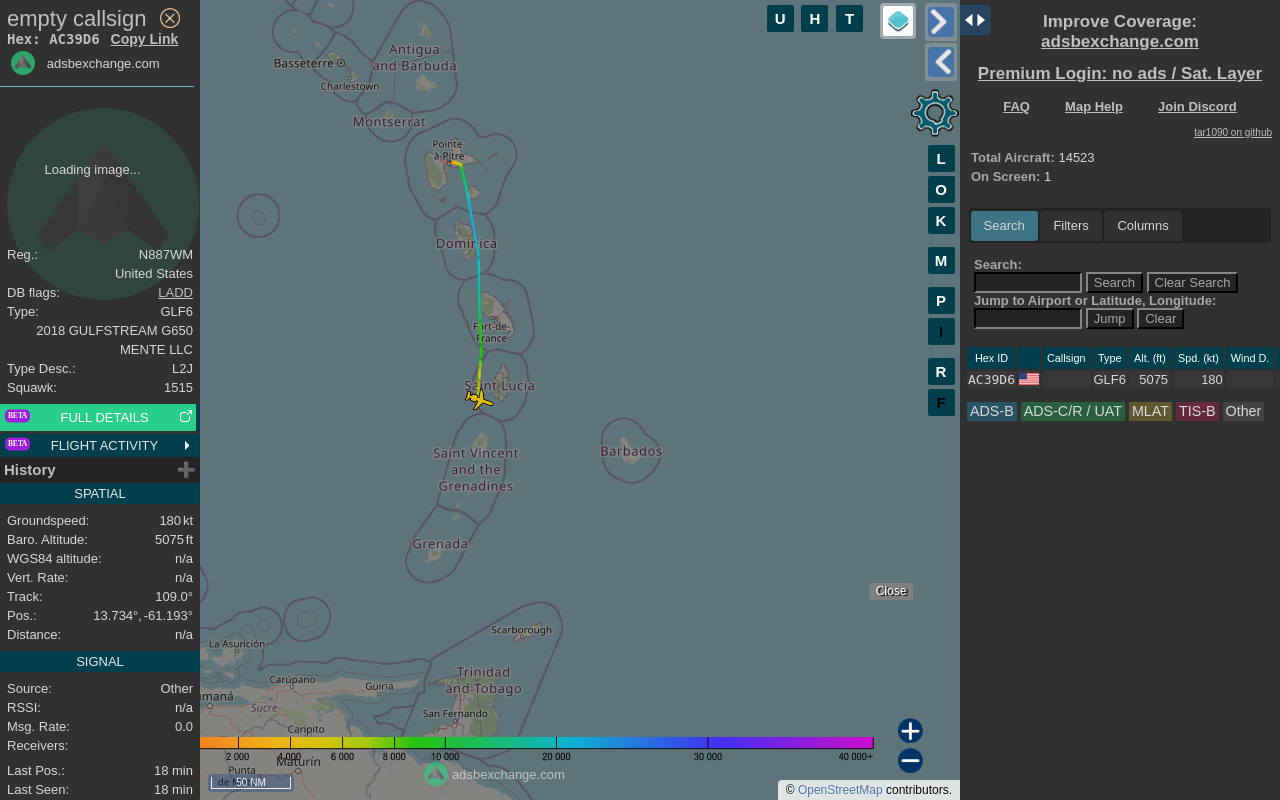 empty callsign
Hex: AC39D6 Copy Link
adsbexchange.com
Loading image...
Reg.: N887WM
United States
DB flags: LADD
Type: GLF6
2018 GULFSTREAM G650
MENTE LLC
Type Desc.: L2J
Squawk: 1515
BETA FULL DETAILS
BETA FLIGHT ACTIVITY
History
SPATIAL
Groundspeed: 180 kt
Baro. Altitude: 5075 ft
WGS84 altitude: n/a
Vert. Rate: n/a
Track: 109.0°
Pos.: 13.734°, -61.193°
Distance: n/a
SIGNAL
Source: Other
RSSI: n/a
Msg. Rate: 0.0
Receivers:
Last Pos.: 18 min
Last Seen: 18 min
U H T
L
O
K
M
P
I
R
F
Antigua
and Barbuda
Basseterre
Charlestown
Montserrat
Pointe-
à-Pitre
Dominica
Fort-de-
France
Saint Lucia
Saint Vincent
and the
Grenadines
Barbados
Grenada
Close
Scarborough
La Asunción
Trinidad
and Tobago
Carúpano
Güiria
umaná
Sucre
San Fernando
Caripito
2 000 4 000 6 000 8 000 10 000 20 000 30 000 40 000+
Maturín
Punta
de Mata
50 NM
adsbexchange.com
© OpenStreetMap contributors.
Improve Coverage:
adsbexchange.com
Premium Login: no ads / Sat. Layer
FAQ Map Help Join Discord
tar1090 on github
Total Aircraft: 14523
On Screen: 1
Search Filters Columns
Search:
Search Clear Search
Jump to Airport or Latitude, Longitude:
Jump Clear
Hex ID Callsign Type Alt. (ft) Spd. (kt) Wind D.
AC39D6 GLF6 5075 180
ADS-B ADS-C/R / UAT MLAT TIS-B Other